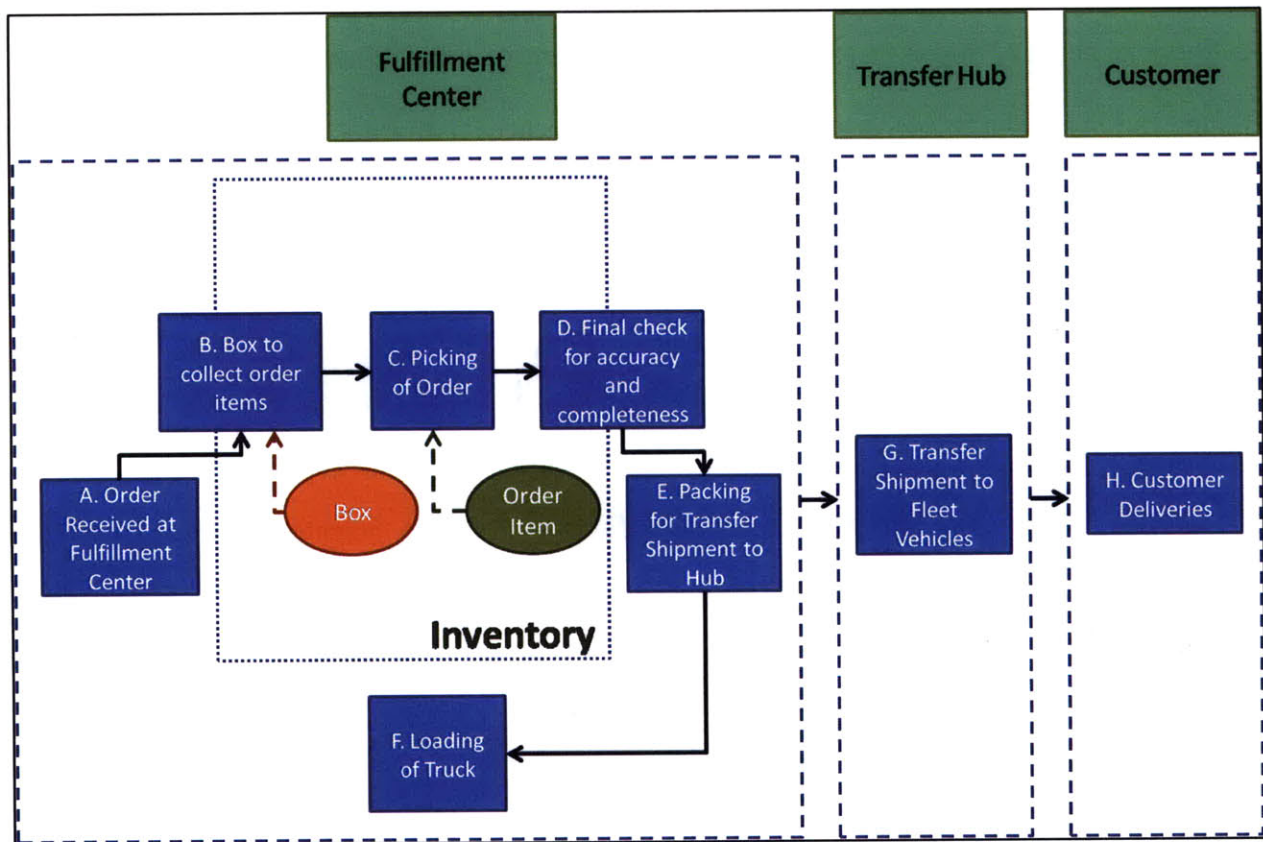 Fulfillment
Center
Transfer Hub
Customer
A. Order
Received at
Fulfillment
Center
B. Box to
collect order
items
Box
C. Picking
of Order
Order
Item
D. Final check
for accuracy
and
completeness
E. Packing
for Transfer
Shipment to
Hub
Inventory
F. Loading
of Truck
G. Transfer
Shipment to
Fleet
Vehicles
H. Customer
Deliveries